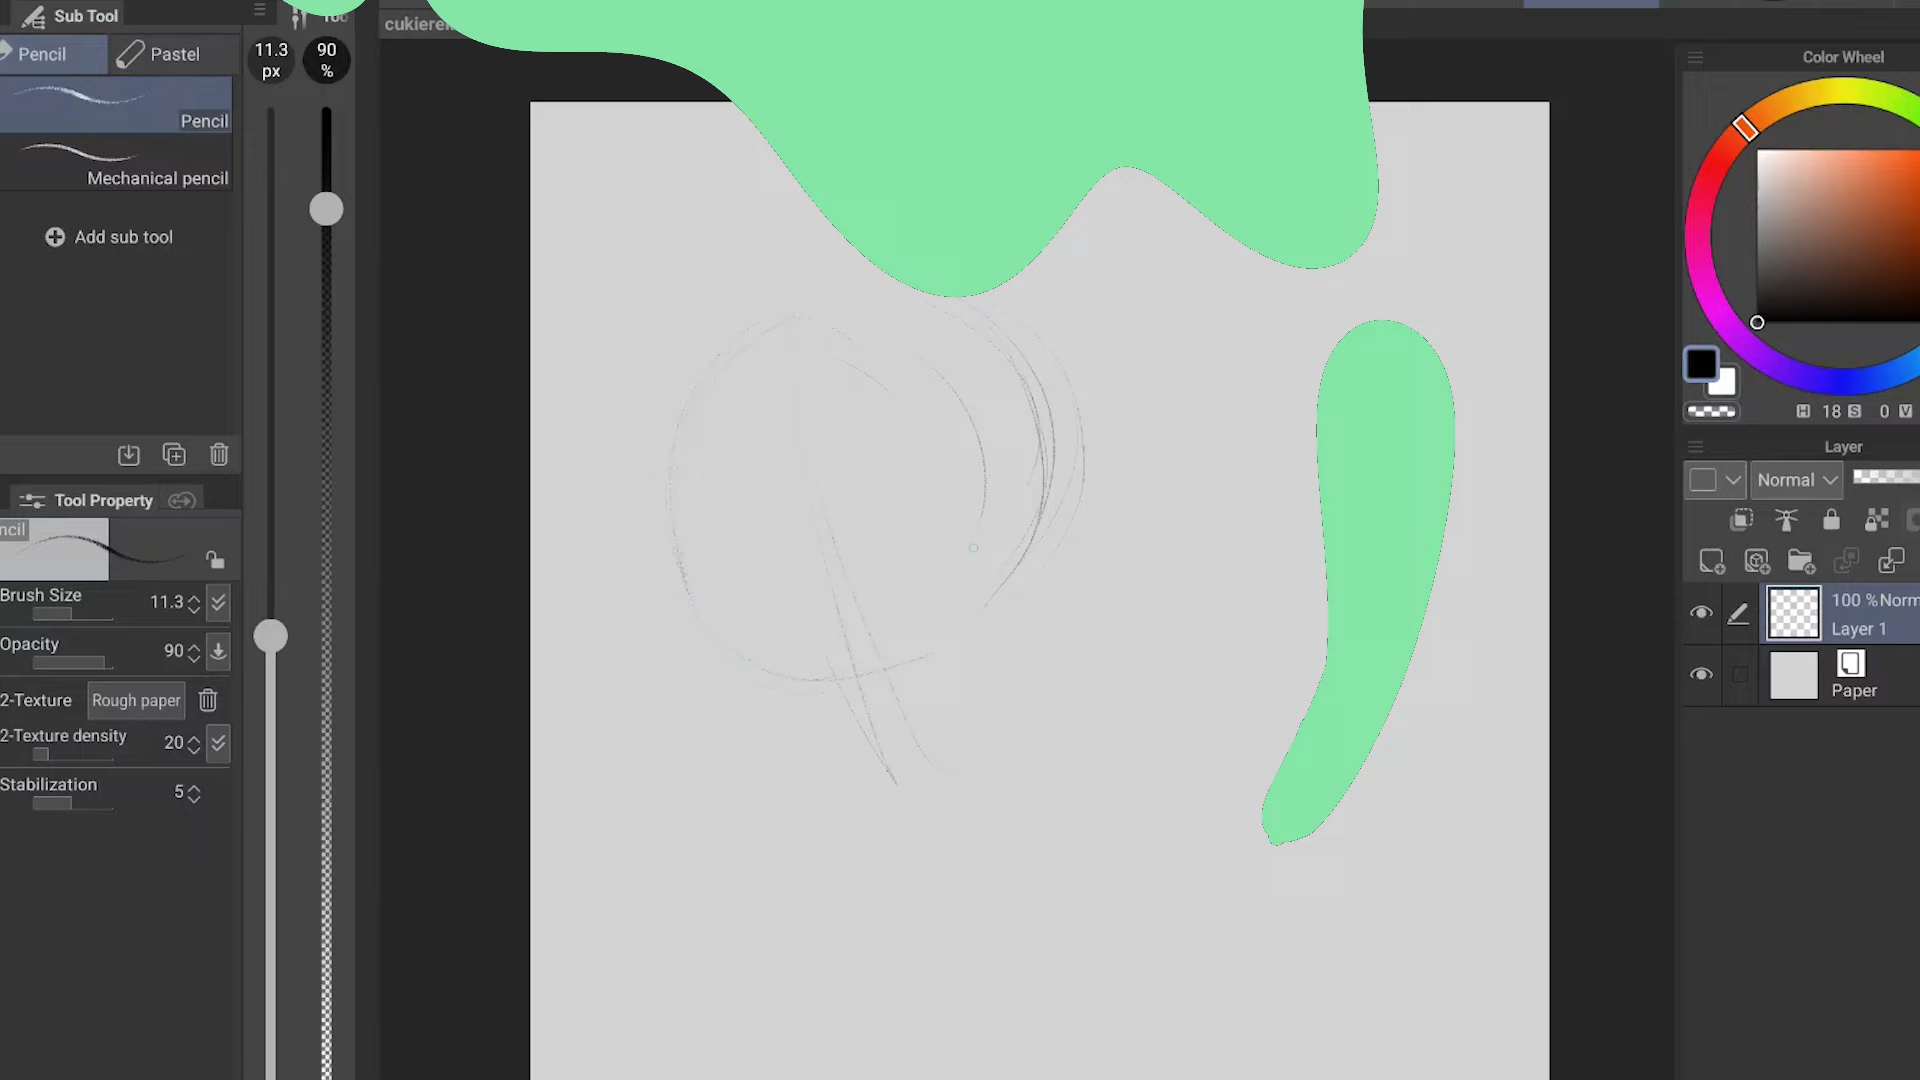 Sub Tool
Pencil
Pastel
11.3
px
90
%
Pencil
Mechanical pencil
Add sub tool
Tool Property
Brush Size
11.3
Opacity
90
2-Texture
Rough paper
2-Texture density
20
Stabilization
5
Color Wheel
H 18 S 0 V
Layer
Normal
100 %
Layer 1
Paper